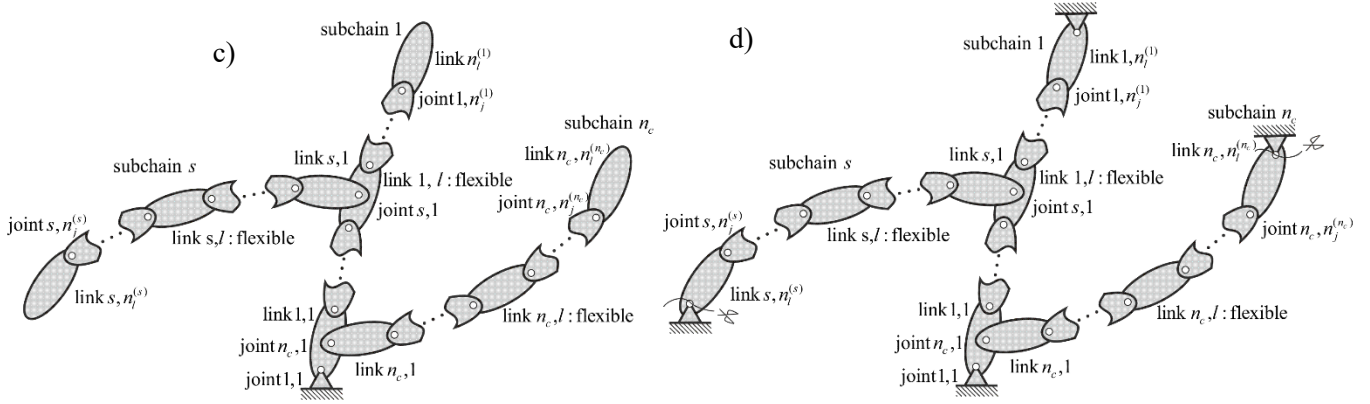 c)
subchain 1
link n_l^{(1)}
joint 1, n_j^{(1)}
subchain n_c
link n_c, n_l^{(n_c)}
subchain s
link s,1
link 1, l : flexible
joint s,1
joint n_c, n_j^{(n_c)}
joint s, n_j^{(s)}
link s, l : flexible
link s, n_l^{(s)}
link n_c, l : flexible
link 1,1
joint n_c,1
link n_c,1
joint 1,1
d)
subchain 1
link 1, n_l^{(1)}
joint 1, n_j^{(1)}
subchain n_c
link n_c, n_l^{(n_c)}
subchain s
link s,1
link 1, l : flexible
joint s,1
joint s, n_j^{(s)}
link s, l : flexible
joint n_c, n_j^{(n_c)}
link s, n_l^{(s)}
link n_c, l : flexible
link 1,1
joint n_c,1
link n_c,1
joint 1,1